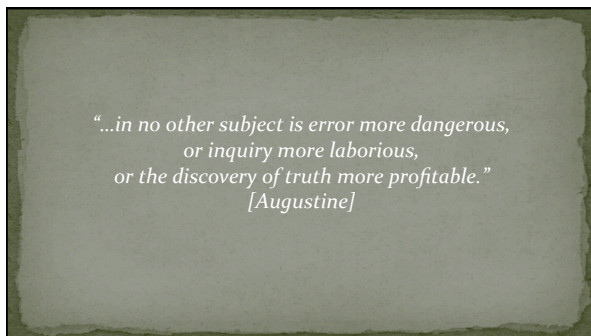 “…in no other subject is error more dangerous,
or inquiry more laborious,
or the discovery of truth more profitable.”
[Augustine]